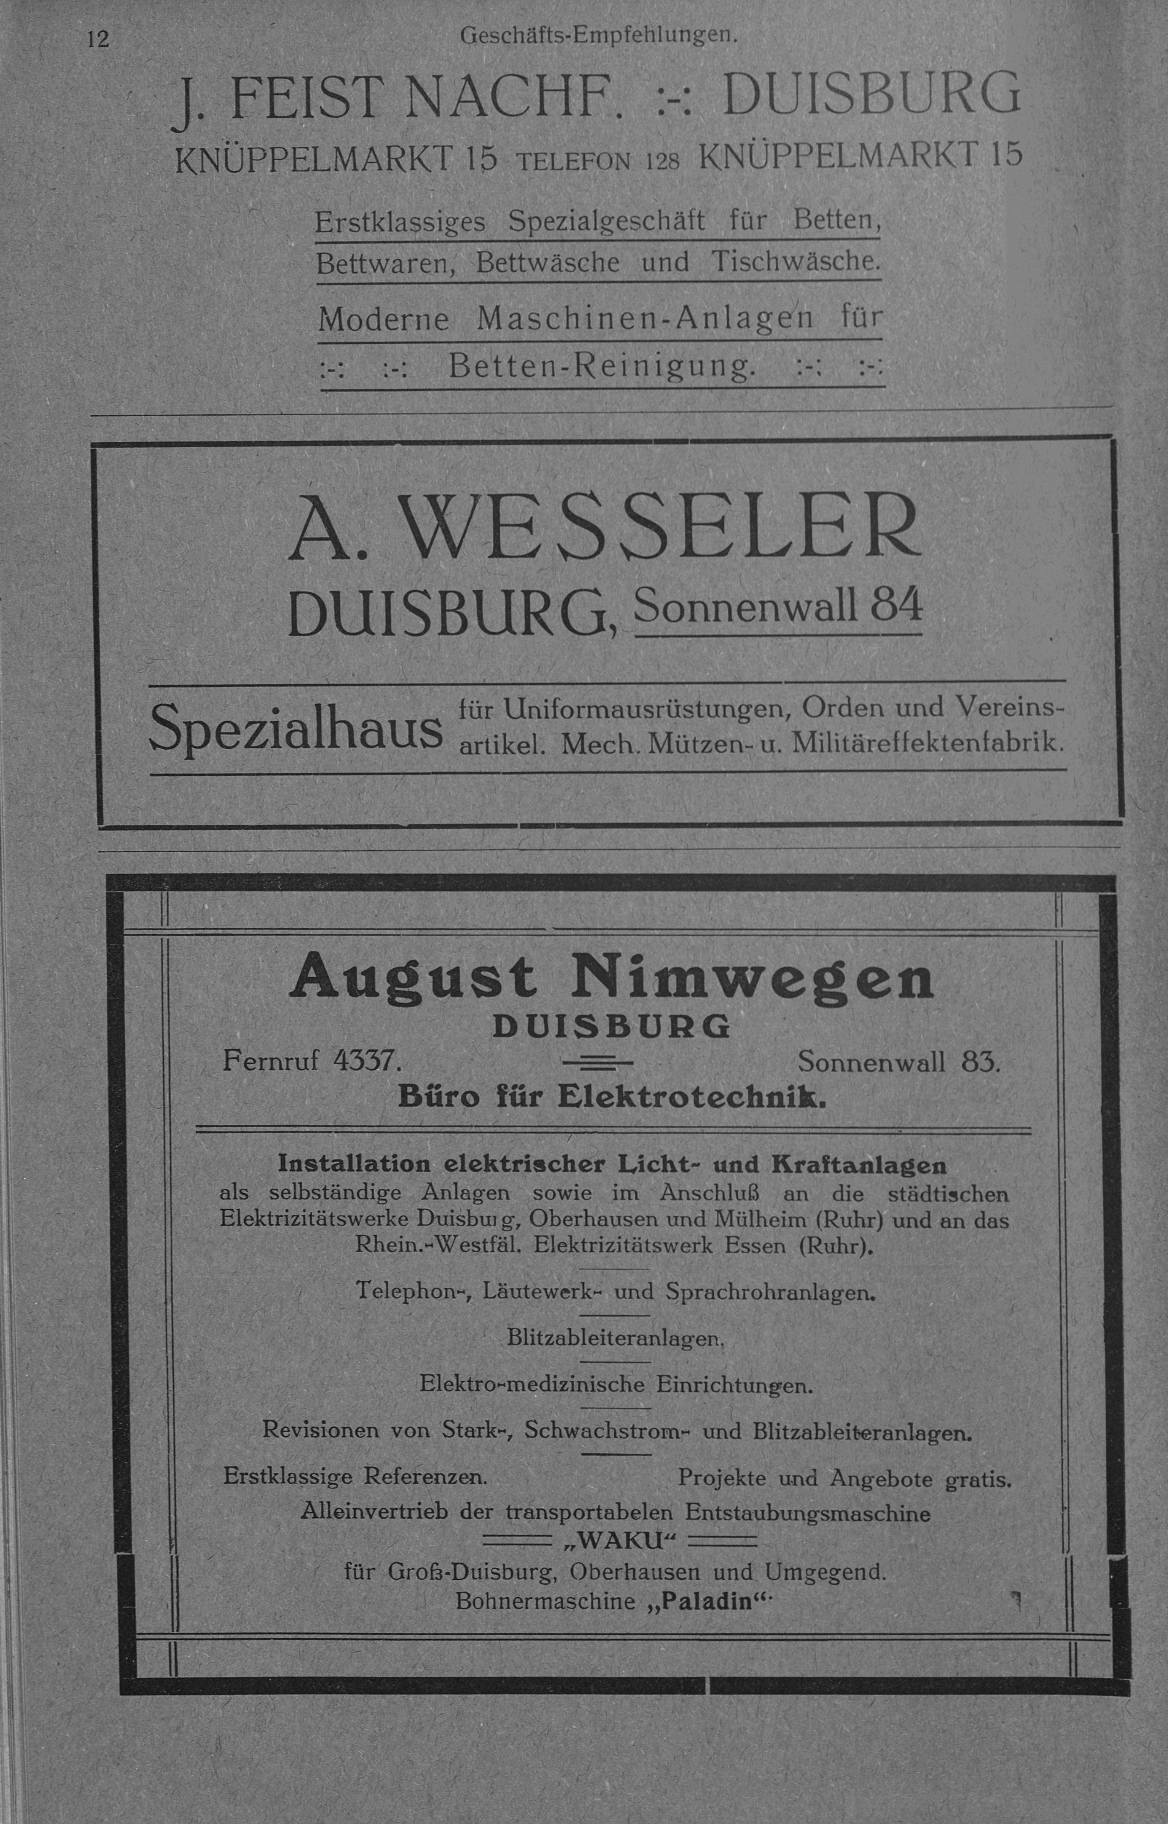 12
Geschäfts-Empfehlungen.
J. FEIST NACHF. :-: DUISBURG
KNÜPPELMARKT 15 TELEFON 128 KNÜPPELMARKT 15
Erstklassiges Spezialgeschäft für Betten,
Bettwaren, Bettwäsche und Tischwäsche.
Moderne Maschinen-Anlagen für
:-: :-: Betten-Reinigung. :-: :-:
A. WESSELER
DUISBURG, Sonnenwall 84
Spezialhaus für Uniformausrüstungen, Orden und Vereins-
artikel. Mech. Mützen- u. Militäreffektenfabrik.
August Nimwegen
DUISBURG
Fernruf 4337. Sonnenwall 83.
Büro für Elektrotechnik.
Installation elektrischer Licht- und Kraftanlagen
als selbständige Anlagen sowie im Anschluß an die städtischen
Elektrizitätswerke Duisburg, Oberhausen und Mülheim (Ruhr) und an das
Rhein.-Westfäl. Elektrizitätswerk Essen (Ruhr).
Telephon-, Läutewerk- und Sprachrohranlagen.
Blitzableiteranlagen.
Elektro-medizinische Einrichtungen.
Revisionen von Stark-, Schwachstrom- und Blitzableiteranlagen.
Erstklassige Referenzen. Projekte und Angebote gratis.
Alleinvertrieb der transportabelen Entstaubungsmaschine
„WAKU“
für Groß-Duisburg, Oberhausen und Umgegend.
Bohnermaschine „Paladin“.